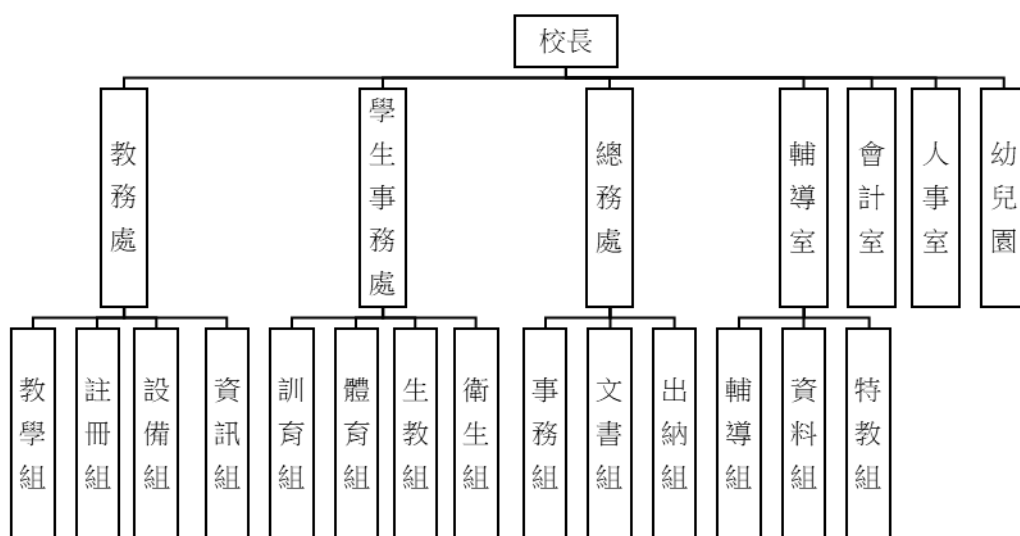 校長
教務處
學生事務處
總務處
輔導室
會計室
人事室
幼兒園
教學組
註冊組
設備組
資訊組
訓育組
體育組
生教組
衛生組
事務組
文書組
出納組
輔導組
資料組
特教組